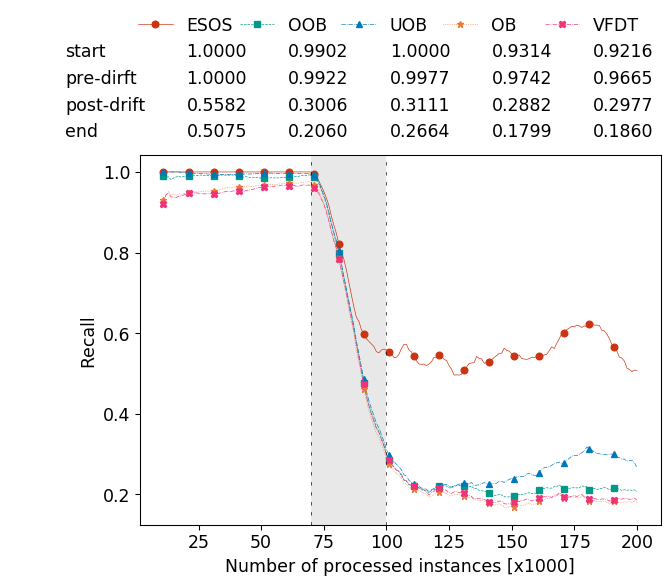 ESOS OOB UOB OB VFDT
start 1.0000 0.9902 1.0000 0.9314 0.9216
pre-dirft 1.0000 0.9922 0.9977 0.9742 0.9665
post-drift 0.5582 0.3006 0.3111 0.2882 0.2977
end 0.5075 0.2060 0.2664 0.1799 0.1860
1.0
0.8
0.6
0.4
0.2
Recall
25 50 75 100 125 150 175 200
Number of processed instances [x1000]